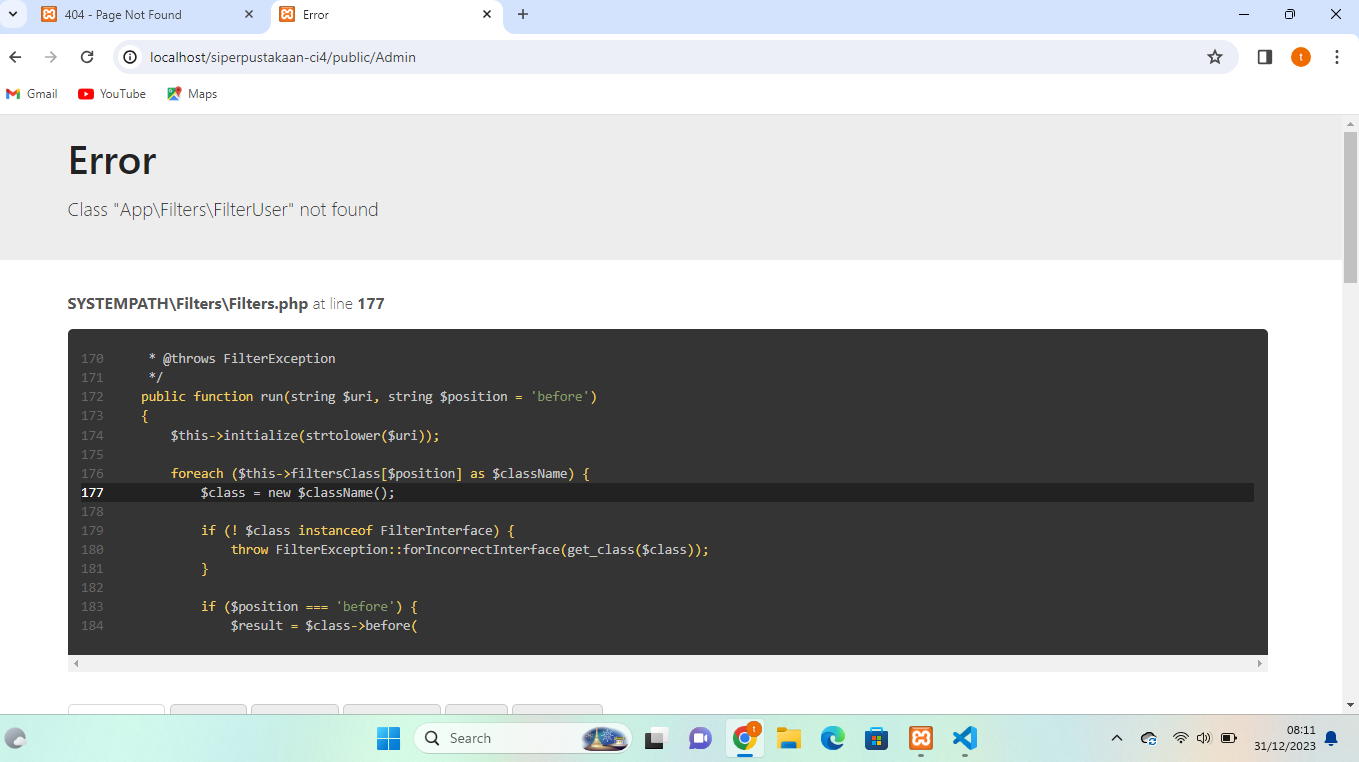 404 - Page Not Found
Error
localhost/siperpustakaan-ci4/public/Admin
t
Gmail
YouTube
Maps
Error
Class "App\Filters\FilterUser" not found
SYSTEMPATH\Filters\Filters.php at line 177
170 * @throws FilterException
171 */
172 public function run(string $uri, string $position = 'before')
173 {
174 $this->initialize(strtolower($uri));
175
176 foreach ($this->filtersClass[$position] as $className) {
177 $class = new $className();
178
179 if (! $class instanceof FilterInterface) {
180 throw FilterException::forIncorrectInterface(get_class($class));
181 }
182
183 if ($position === 'before') {
184 $result = $class->before(
Search
t
08:11
31/12/2023